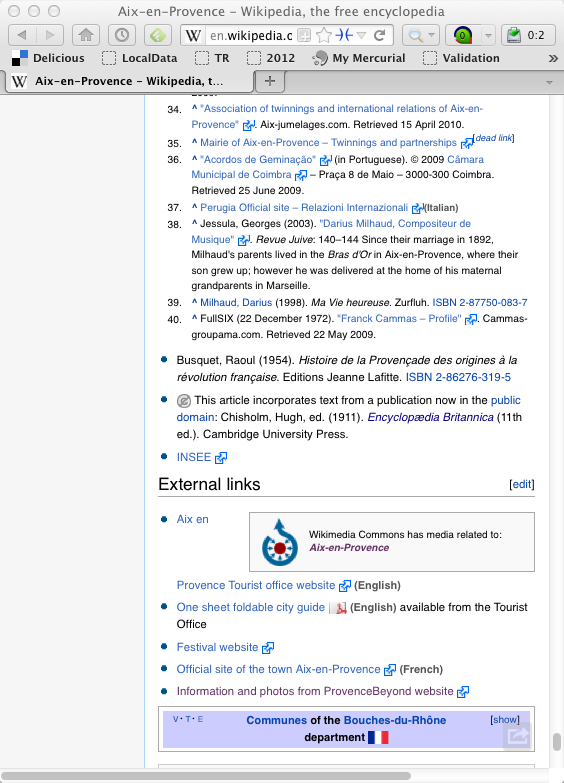 Aix-en-Provence – Wikipedia, the free encyclopedia
W en.wikipedia.o
0
0:2
Delicious LocalData TR 2012 My Mercurial Validation »
W Aix-en-Provence – Wikipedia, t... +
34. ^ "Association of twinnings and international relations of Aix-en-
Provence" . Aix-jumelages.com. Retrieved 15 April 2010.
35. ^ Mairie of Aix-en-Provence – Twinnings and partnerships [dead link]
36. ^ "Acordos de Geminação" (in Portuguese). © 2009 Câmara
Municipal de Coimbra – Praça 8 de Maio – 3000-300 Coimbra.
Retrieved 25 June 2009.
37. ^ Perugia Official site – Relazioni Internazionali (Italian)
38. ^ Jessula, Georges (2003). "Darius Milhaud, Compositeur de
Musique" . Revue Juive: 140–144 Since their marriage in 1892,
Milhaud's parents lived in the Bras d'Or in Aix-en-Provence, where their
son grew up; however he was delivered at the home of his maternal
grandparents in Marseille.
39. ^ Milhaud, Darius (1998). Ma Vie heureuse. Zurfluh. ISBN 2-87750-083-7
40. ^ FullSIX (22 December 1972). "Franck Cammas – Profile" . Cammas-
groupama.com. Retrieved 22 May 2009.
Busquet, Raoul (1954). Histoire de la Provençade des origines à la
révolution française. Editions Jeanne Lafitte. ISBN 2-86276-319-5
This article incorporates text from a publication now in the public
domain: Chisholm, Hugh, ed. (1911). Encyclopædia Britannica (11th
ed.). Cambridge University Press.
INSEE
External links [edit]
Aix en
Wikimedia Commons has media related to:
Aix-en-Provence
Provence Tourist office website (English)
One sheet foldable city guide (English) available from the Tourist
Office
Festival website
Official site of the town Aix-en-Provence (French)
Information and photos from ProvenceBeyond website
V · T · E Communes of the Bouches-du-Rhône [show]
department